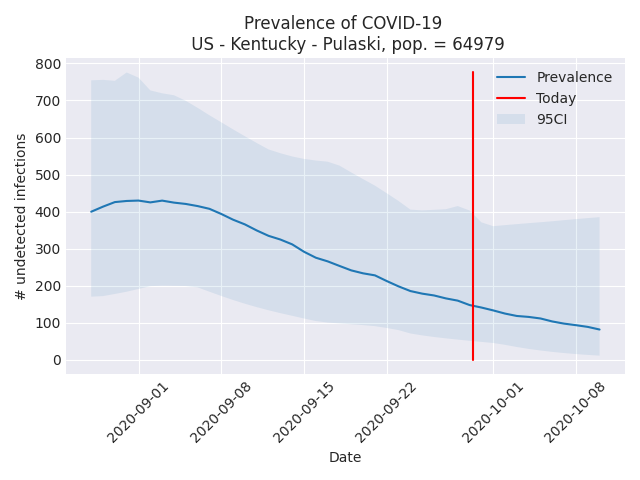 Prevalence of COVID-19
US - Kentucky - Pulaski, pop. = 64979
800
700
600
500
400
300
200
100
0
# undetected infections
Prevalence
Today
95CI
2020-09-01
2020-09-08
2020-09-15
2020-09-22
2020-10-01
2020-10-08
Date